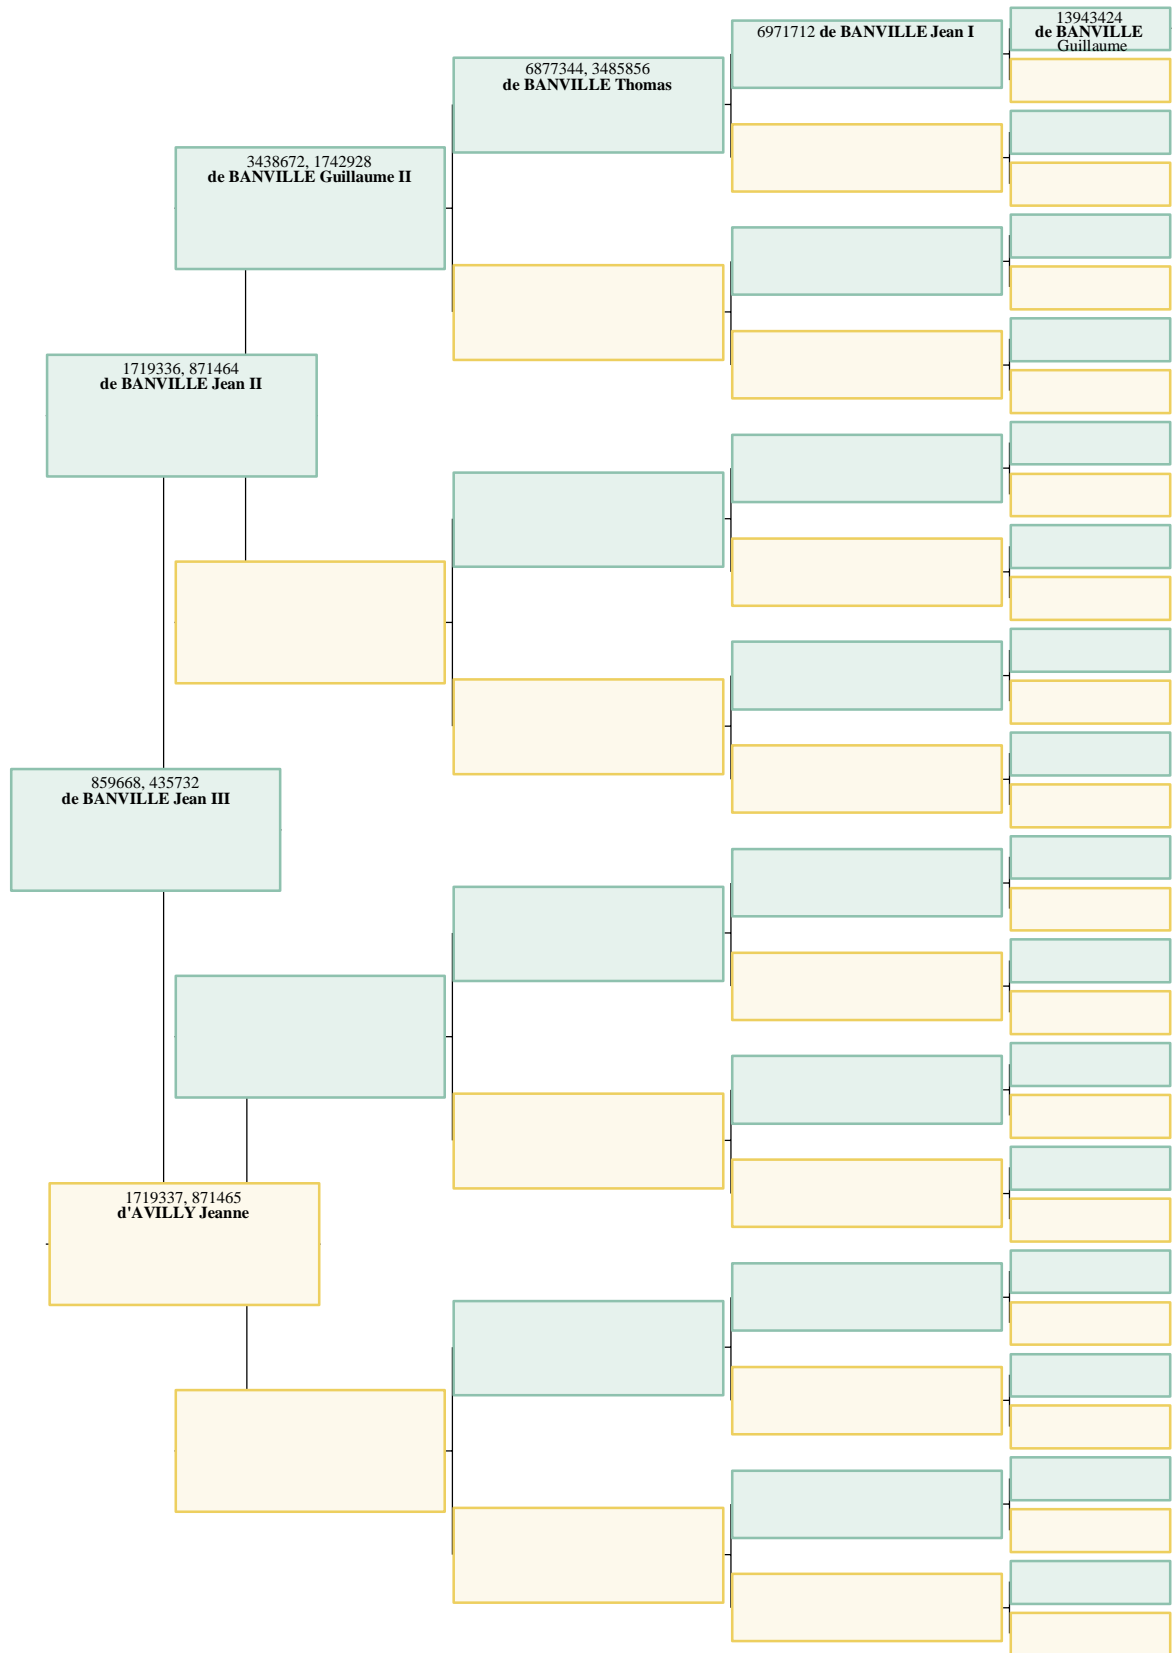 13943424
de BANVILLE
Guillaume
6971712 de BANVILLE Jean I
6877344, 3485856
de BANVILLE Thomas
3438672, 1742928
de BANVILLE Guillaume II
1719336, 871464
de BANVILLE Jean II
859668, 435732
de BANVILLE Jean III
1719337, 871465
d'AVILLY Jeanne